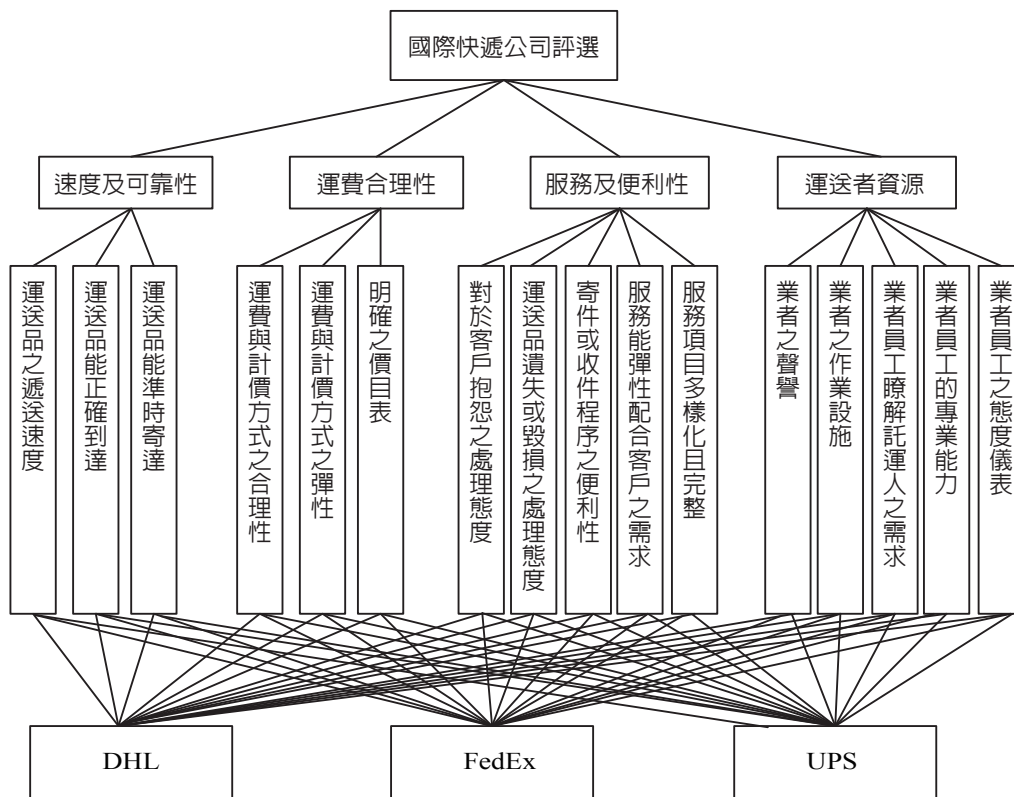 國際快遞公司評選
速度及可靠性
運費合理性
服務及便利性
運送者資源
運送品之遞送速度
運送品能正確到達
運送品能準時寄達
運費與計價方式之合理性
運費與計價方式之彈性
明確之價目表
對於客戶抱怨之處理態度
運送品遺失或毀損之處理態度
寄件或收件程序之便利性
服務能彈性配合客戶之需求
服務項目多樣化且完整
業者之聲譽
業者之作業設施
業者員工瞭解託運人之需求
業者員工的專業能力
業者員工之態度儀表
DHL
FedEx
UPS